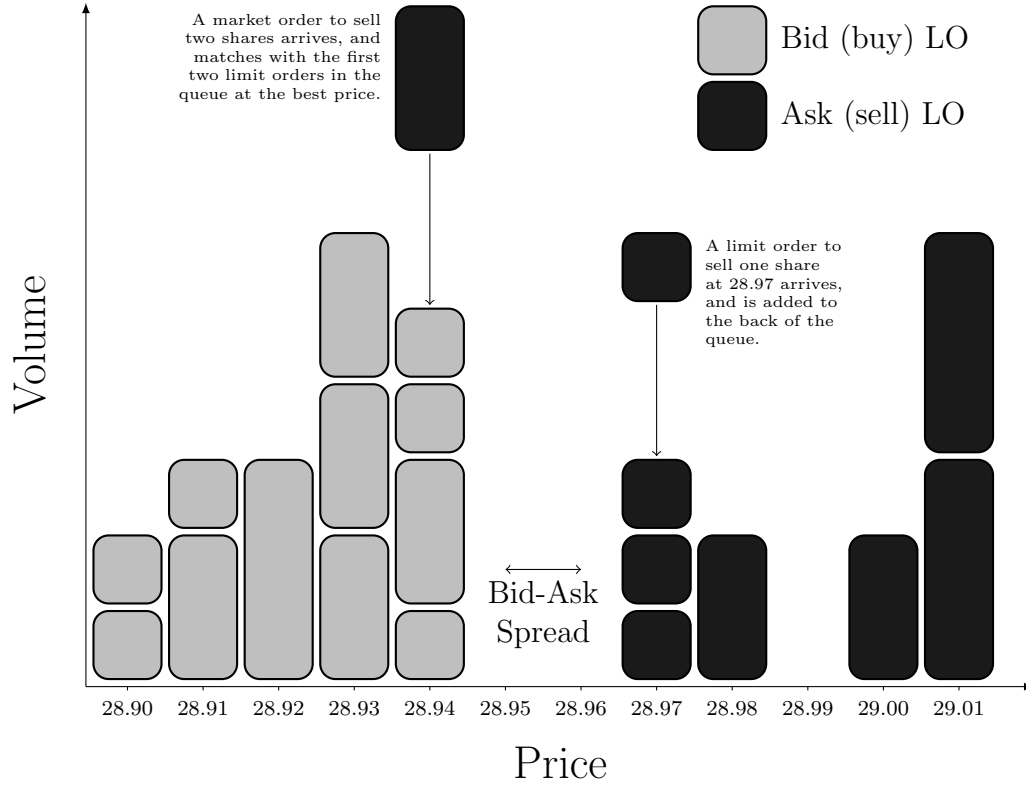 A market order to sell
two shares arrives, and
matches with the first
two limit orders in the
queue at the best price.
Bid (buy) LO
Ask (sell) LO
A limit order to
sell one share
at 28.97 arrives,
and is added to
the back of the
queue.
Volume
Bid-Ask
Spread
28.90 28.91 28.92 28.93 28.94 28.95 28.96 28.97 28.98 28.99 29.00 29.01
Price